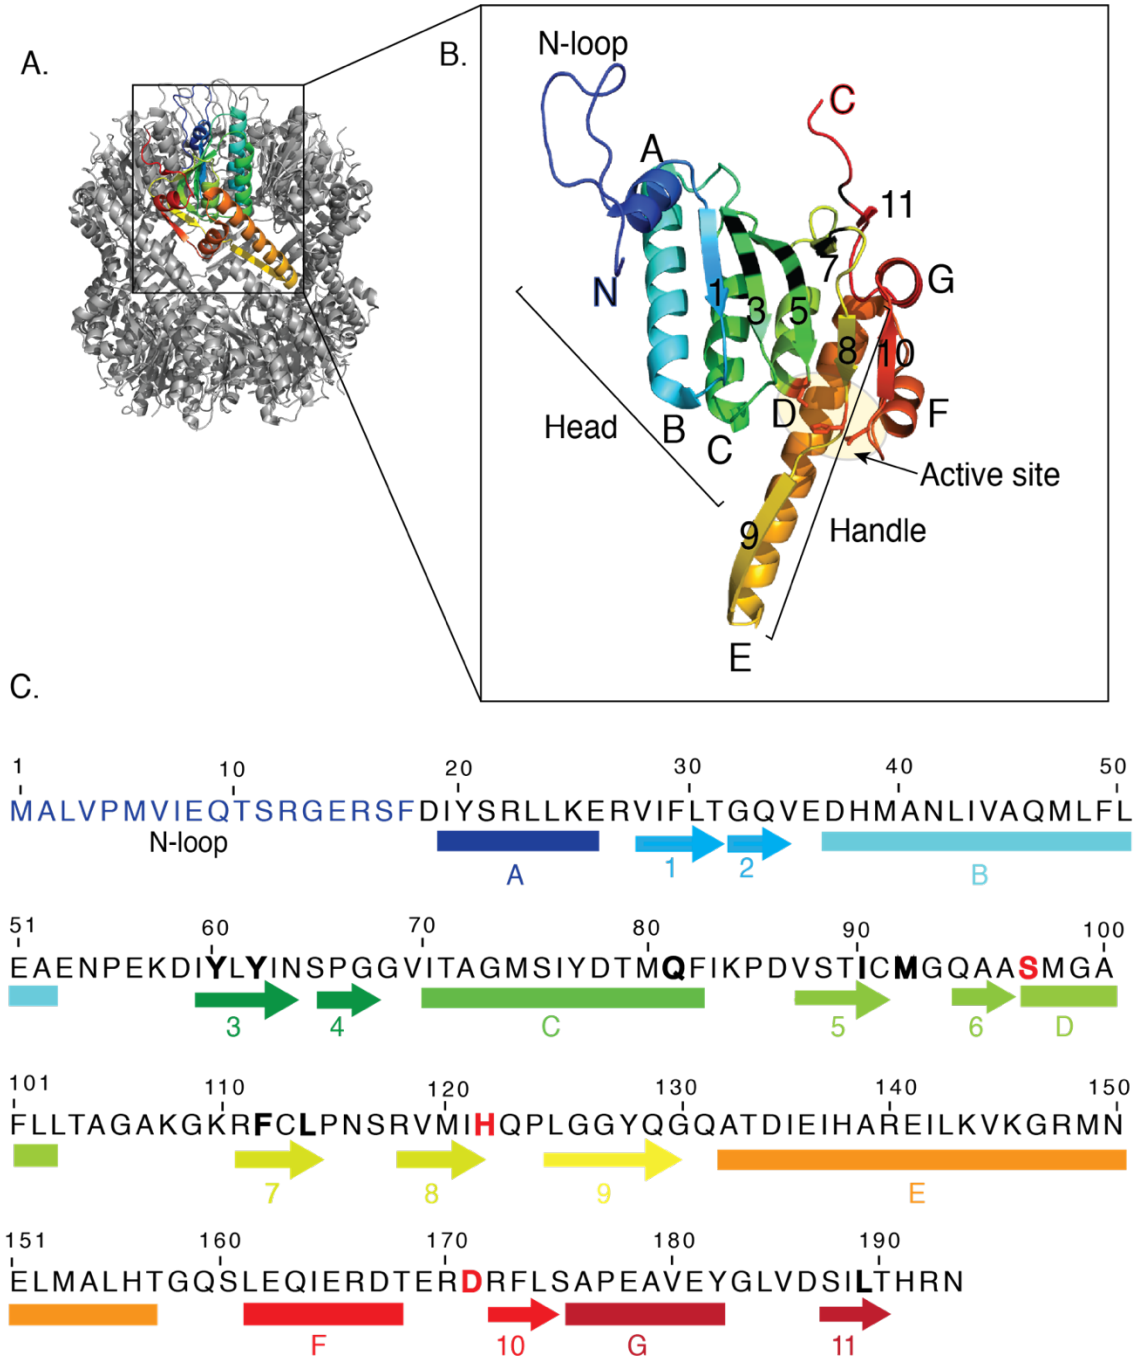 A.
B.
N-loop
C
A
11
N
7
G
1
3
5
8
10
Head
B
C
D
F
Active site
9
Handle
E
C.
1 10 20 30 40 50
MALVPMVIEQTSRGERSFDIYSRLLKERVIFLTGQVEDHMANLIVAQMLFL
N-loop
A 1 2 B
51 60 70 80 90 100
EAENPEKDIYLYINSPGGVITAGMSIYDTMQFIKPDVSTICMGQAASMGA
3 4 C 5 6 D
101 110 120 130 140 150
FLLTAGAKGKRFCLPNSRVMIHQPLGGYQGQATDIEIHAREILKVKGRMN
7 8 9 E
151 160 170 180 190
ELMALHTGQSLEQIERDTERDRFLSAPEAVEYGLVDSILTHRN
F 10 G 11